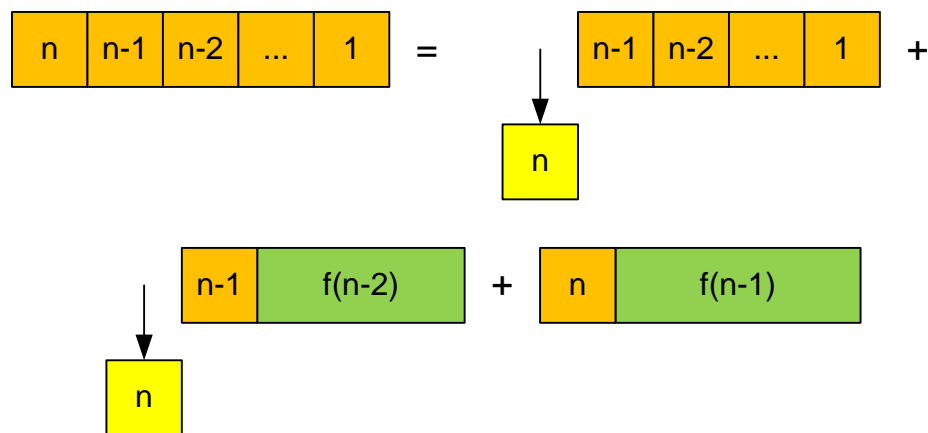 n n-1 n-2 ... 1 = n-1 n-2 ... 1 +
n
n-1 f(n-2) + n f(n-1)
n